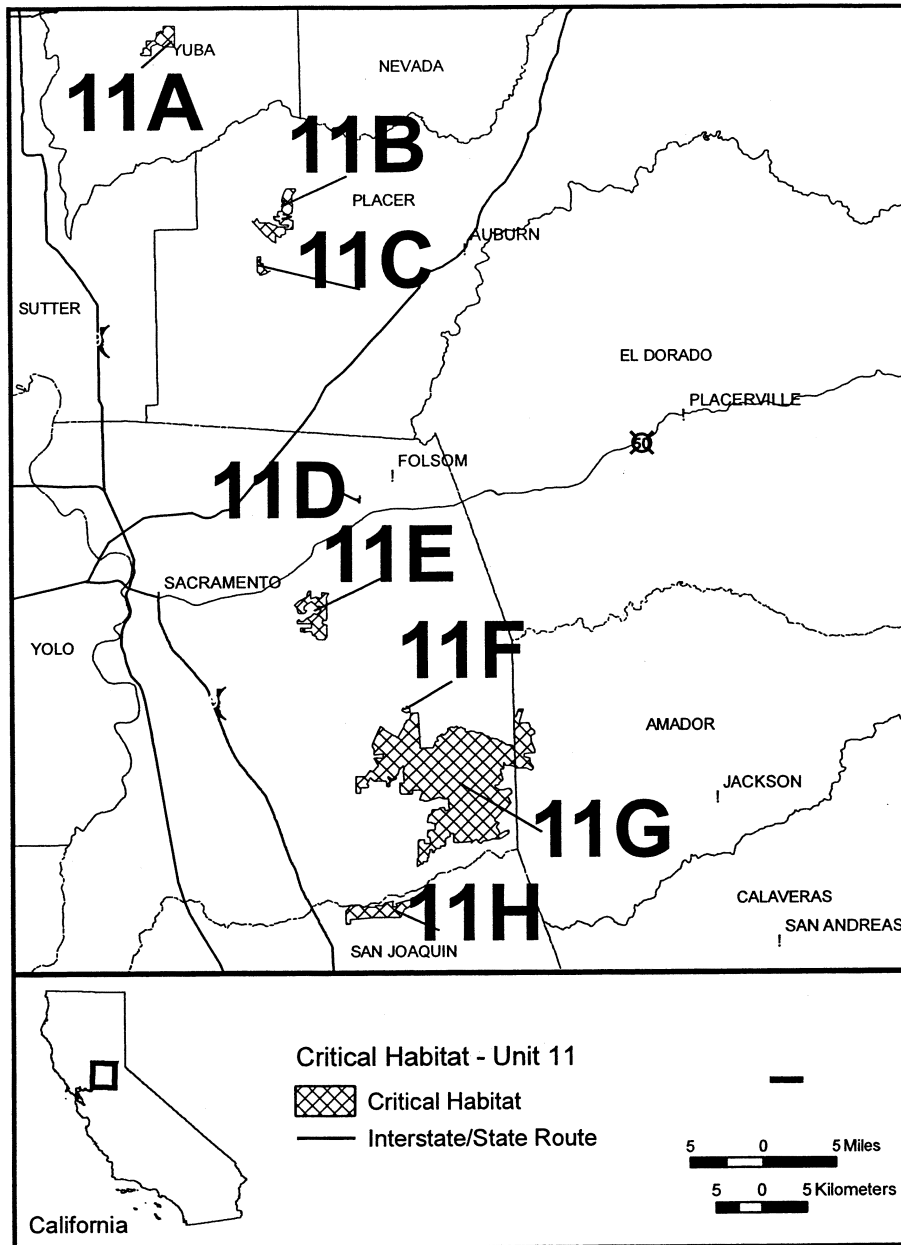 YUBA
NEVADA
11A
11B
PLACER
AUBURN
11C
SUTTER
EL DORADO
PLACERVILLE
50
FOLSOM
11D
11E
SACRAMENTO
11F
YOLO
AMADOR
JACKSON
11G
CALAVERAS
11H
SAN ANDREAS
SAN JOAQUIN
Critical Habitat - Unit 11
Critical Habitat
Interstate/State Route
5 0 5 Miles
5 0 5 Kilometers
California